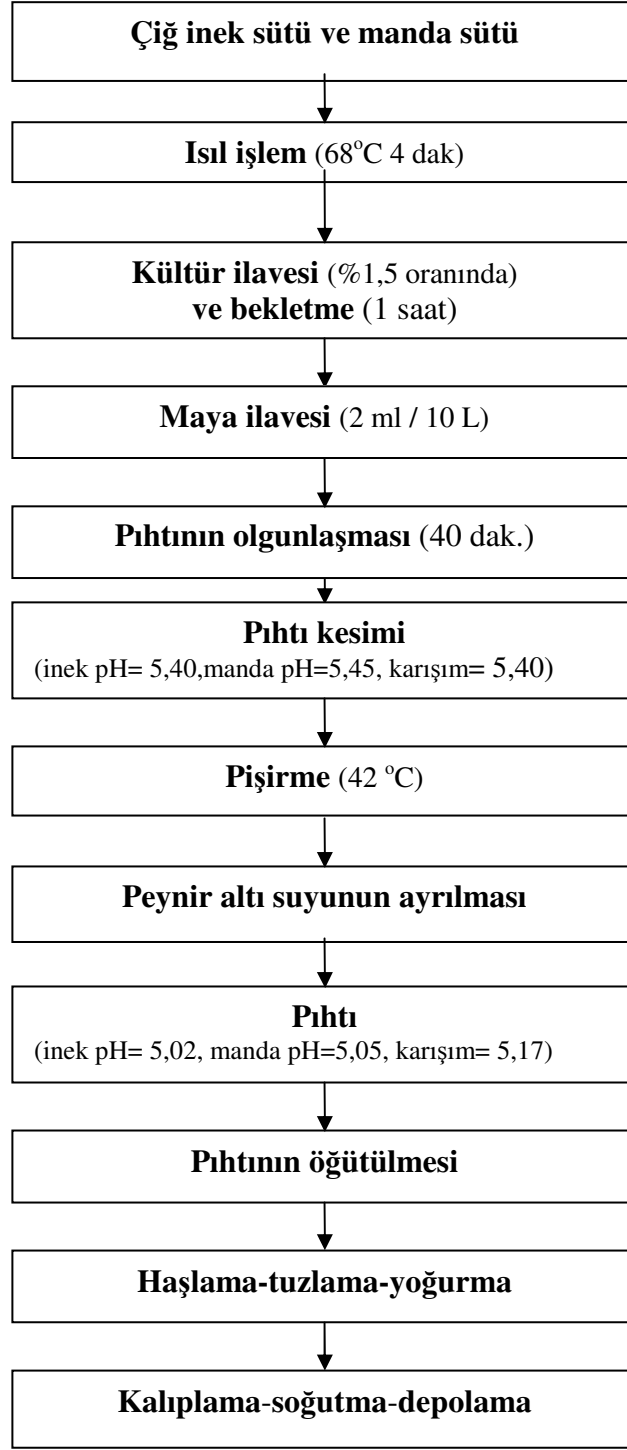 Çiğ inek sütü ve manda sütü
Isıl işlem (68°C 4 dak)
Kültür ilavesi (%1,5 oranında)
ve bekletme (1 saat)
Maya ilavesi (2 ml / 10 L)
Pıhtının olgunlaşması (40 dak.)
Pıhtı kesimi
(inek pH= 5,40,manda pH=5,45, karışım= 5,40)
Pişirme (42 °C)
Peynir altı suyunun ayrılması
Pıhtı
(inek pH= 5,02, manda pH=5,05, karışım= 5,17)
Pıhtının öğütülmesi
Haşlama-tuzlama-yoğurma
Kalıplama-soğutma-depolama